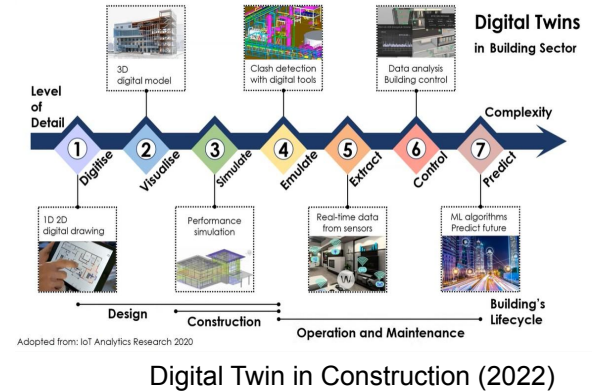 Digital Twins
in Building Sector
3D
digital model
Clash detection
with digital tools
Data analysis
Building control
Level
of
Detail
Complexity
1
2
3
4
5
6
7
Digitise
Visualise
Simulate
Emulate
Extract
Control
Predict
1D 2D
digital drawing
Performance
simulation
Real-time data
from sensors
ML algorithms
Predict future
Design
Construction
Operation and Maintenance
Building's
Lifecycle
Adopted from: IoT Analytics Research 2020
Digital Twin in Construction (2022)